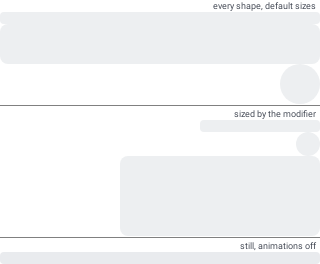 every shape, default sizes
sized by the modifier
still, animations off